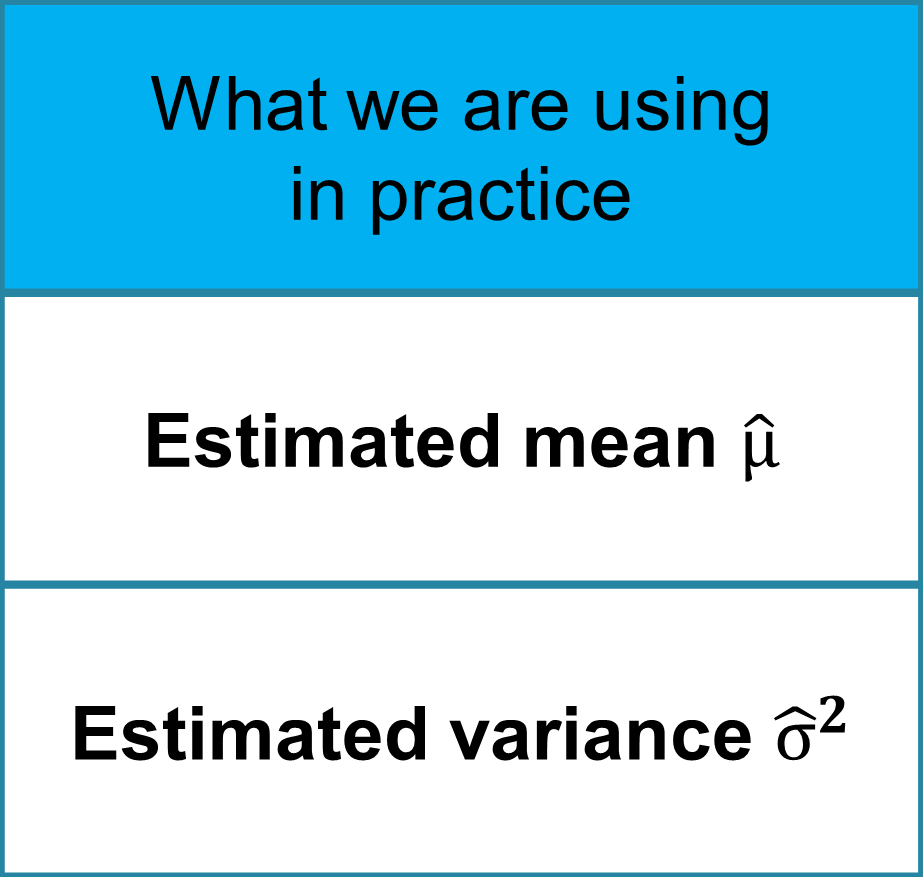 What we are using
in practice
Estimated mean μ̂
Estimated variance σ̂²